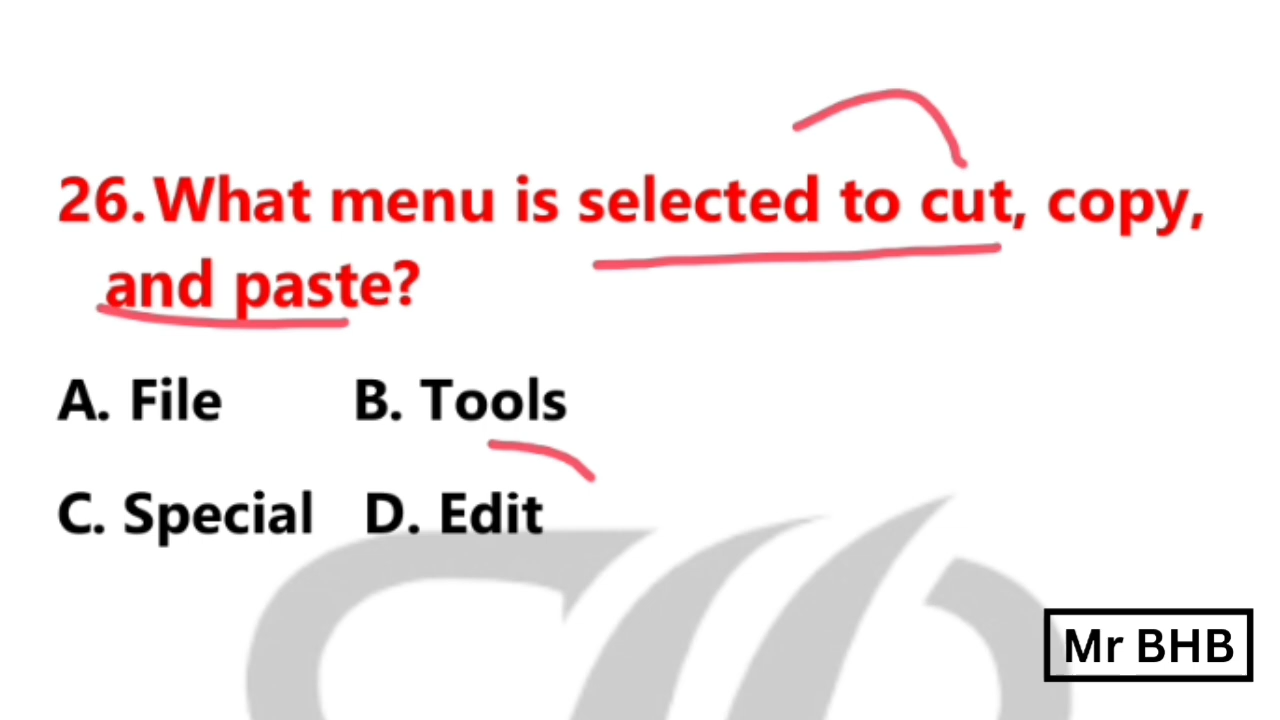 26. What menu is selected to cut, copy,
and paste?
A. File B. Tools
C. Special D. Edit
Mr BHB